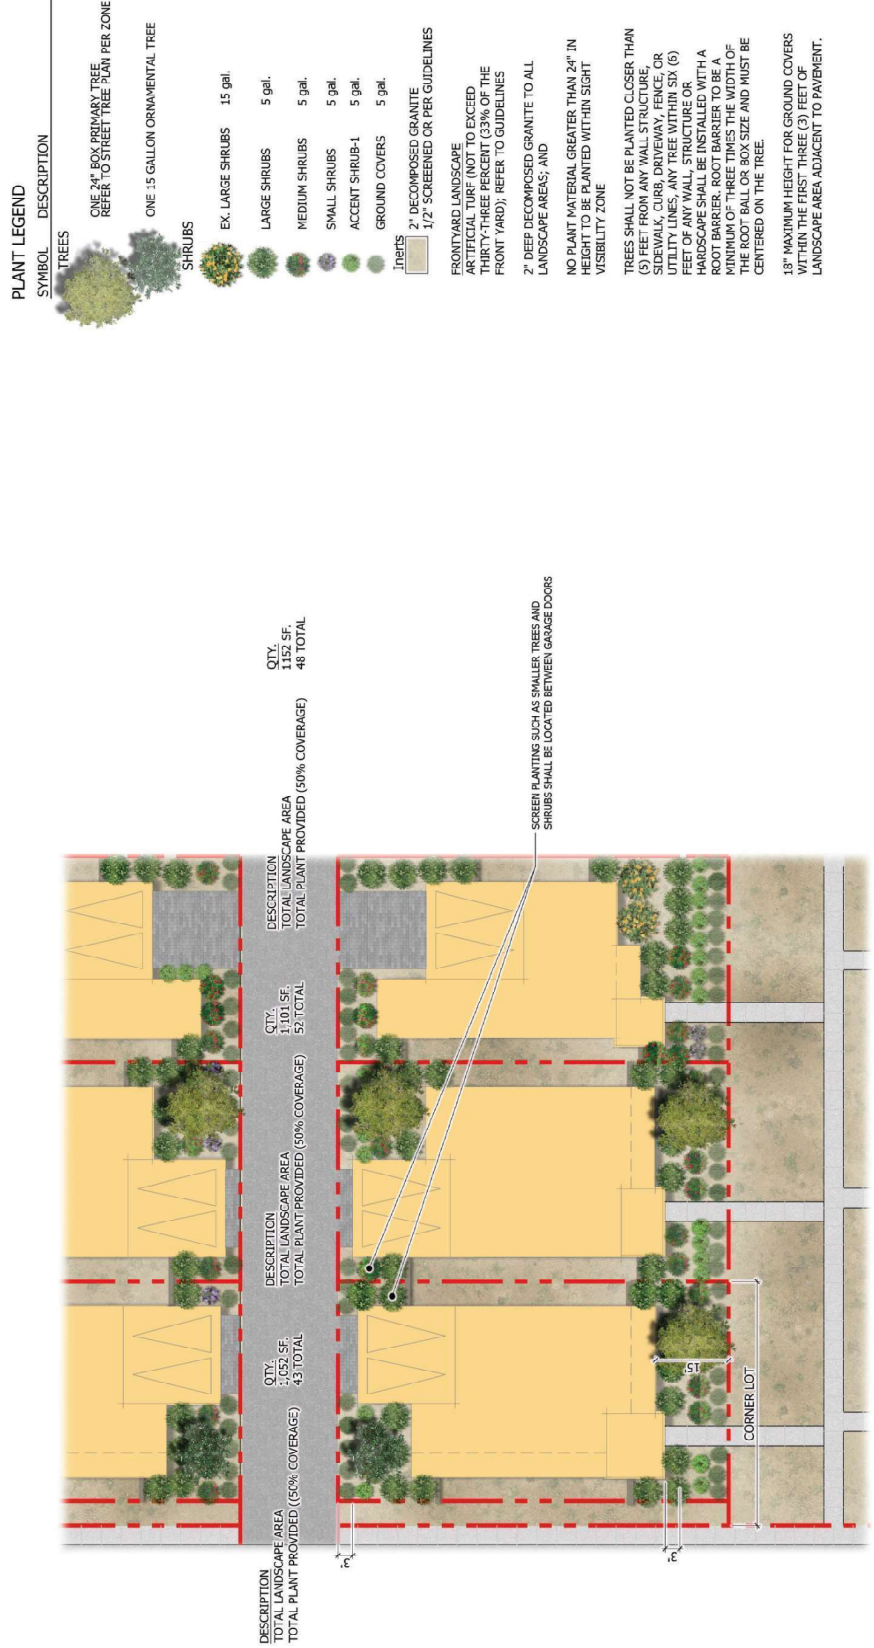 PLANT LEGEND
SYMBOL DESCRIPTION
TREES
ONE 24" BOX PRIMARY TREE
REFER TO STREET TREE PLAN PER ZONE
ONE 15 GALLON ORNAMENTAL TREE
SHRUBS
EX. LARGE SHRUBS 15 gal.
LARGE SHRUBS 5 gal.
MEDIUM SHRUBS 5 gal.
SMALL SHRUBS 5 gal.
ACCENT SHRUB-1 5 gal.
GROUND COVERS 5 gal.
Inerts
2" DECOMPOSED GRANITE
1/2" SCREEENED OR PER GUIDELINES
FRONTYARD LANDSCAPE
ARTIFICIAL TURF (NOT TO EXCEED
THIRTY-THREE PERCENT (33% OF THE
FRONT YARD); REFER TO GUIDELINES
2" DEEP DECOMPOSED GRANITE TO ALL
LANDSCAPE AREAS; AND
NO PLANT MATERIAL GREATER THAN 24" IN
HEIGHT TO BE PLANTED WITHIN SIGHT
VISIBILITY ZONE
TREES SHALL NOT BE PLANTED CLOSER THAN
(5) FEET FROM ANY WALL STRUCTURE,
SIDEWALK, CURB, DRIVEWAY, FENCE, OR
UTILITY LINES, ANY TREE WITHIN SIX (6)
FEET OF ANY WALL, STRUCTURE OR
HARDSCAPE SHALL BE INSTALLED WITH A
ROOT BARRIER. ROOT BARRIER TO BE A
MINIMUM OF THREE TIMES THE WIDTH OF
THE ROOT BALL OR BOX SIZE AND MUST BE
CENTERED ON THE TREE.
18" MAXIMUM HEIGHT FOR GROUND COVERS
WITHIN THE FIRST THREE (3) FEET OF
LANDSCAPE AREA ADJACENT TO PAVEMENT.
DESCRIPTION QTY.
TOTAL LANDSCAPE AREA 1,052 SF.
TOTAL PLANT PROVIDED ((50% COVERAGE) 43 TOTAL
DESCRIPTION QTY.
TOTAL LANDSCAPE AREA 1,101 SF.
TOTAL PLANT PROVIDED (50% COVERAGE) 52 TOTAL
DESCRIPTION QTY.
TOTAL LANDSCAPE AREA 1152 SF.
TOTAL PLANT PROVIDED (50% COVERAGE) 48 TOTAL
SCREEN PLANTING SUCH AS SMALLER TREES AND
SHRUBS SHALL BE LOCATED BETWEEN GARAGE DOORS
3'
15'
3'
CORNER LOT